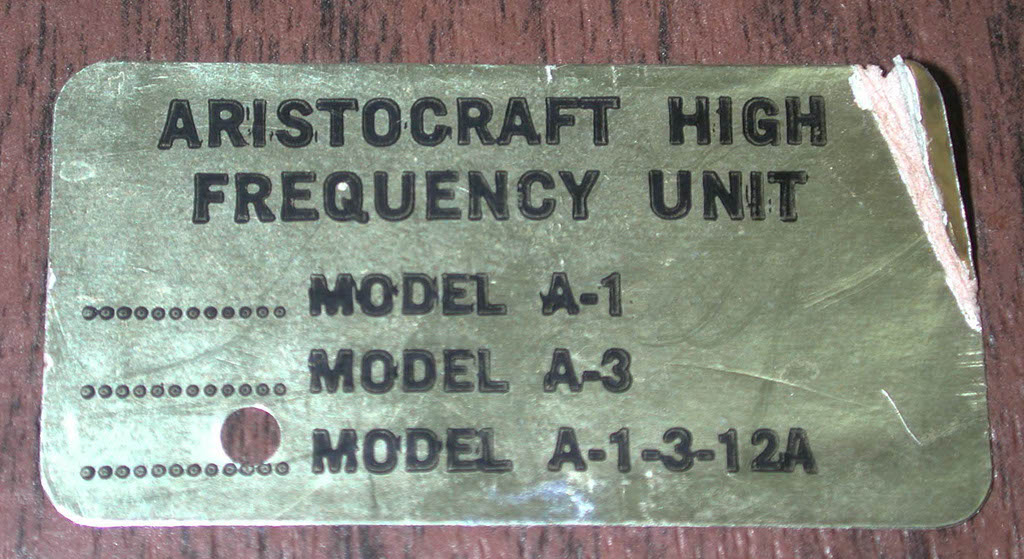 ARISTOCRAFT HIGH
FREQUENCY UNIT
............ MODEL A-1
............ MODEL A-3
............ MODEL A-1-3-12A